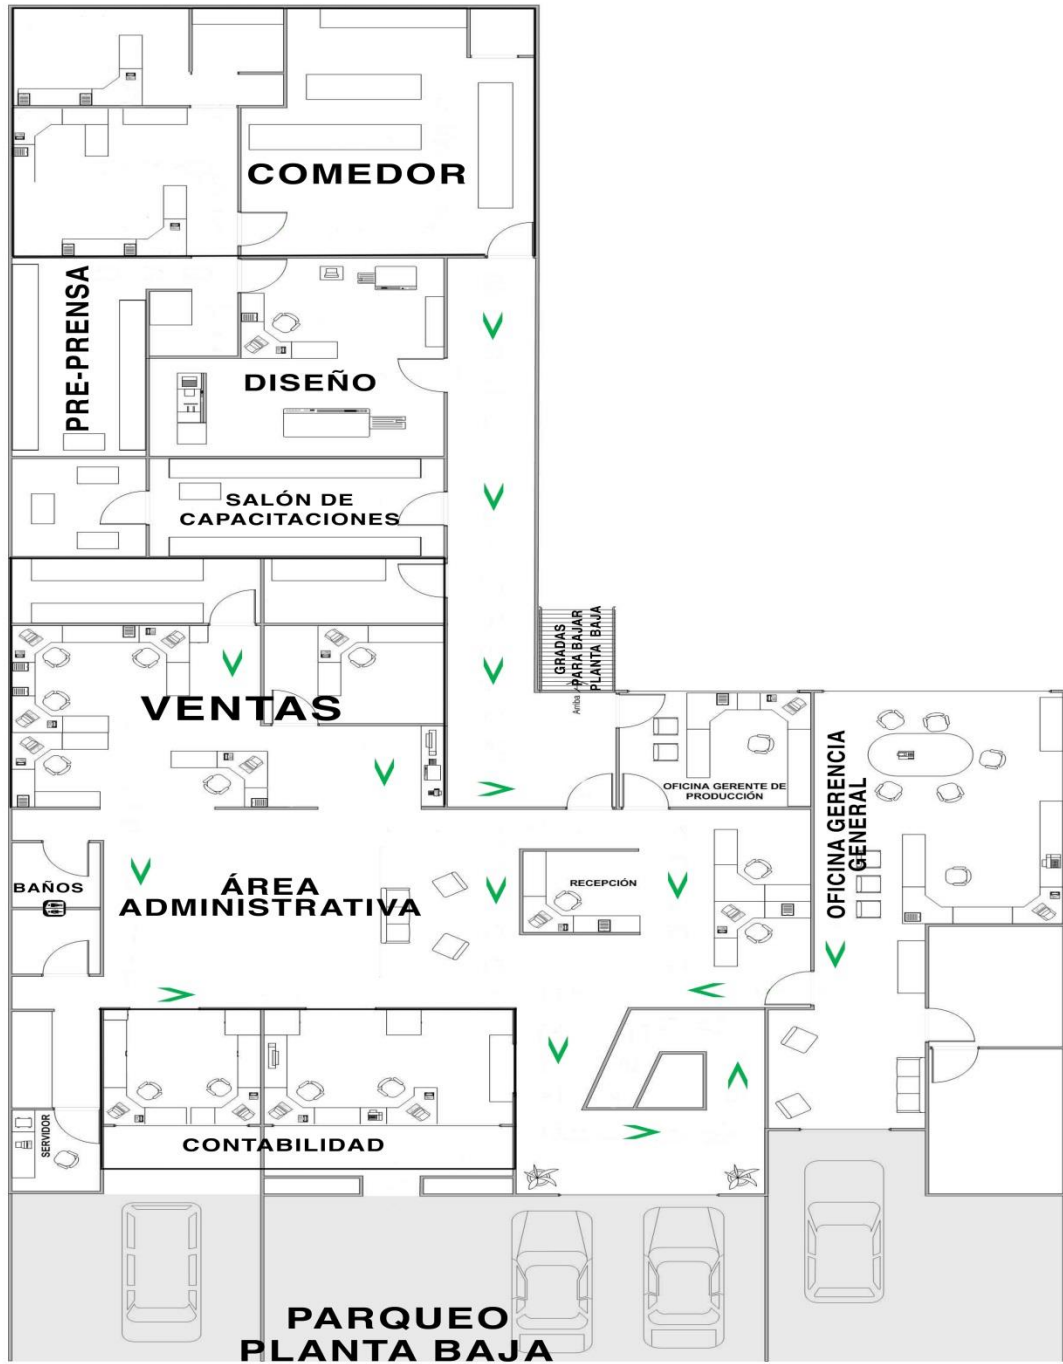 COMEDOR
PRE-PRENSA
DISEÑO
SALÓN DE
CAPACITACIONES
GRADAS
PARA BAJAR
PLANTA BAJA
Arriba
VENTAS
OFICINA GERENTE DE
PRODUCCIÓN
OFICINA GERENCIA
GENERAL
BAÑOS
ÁREA
ADMINISTRATIVA
RECEPCIÓN
SERVIDOR
CONTABILIDAD
PARQUEO
PLANTA BAJA